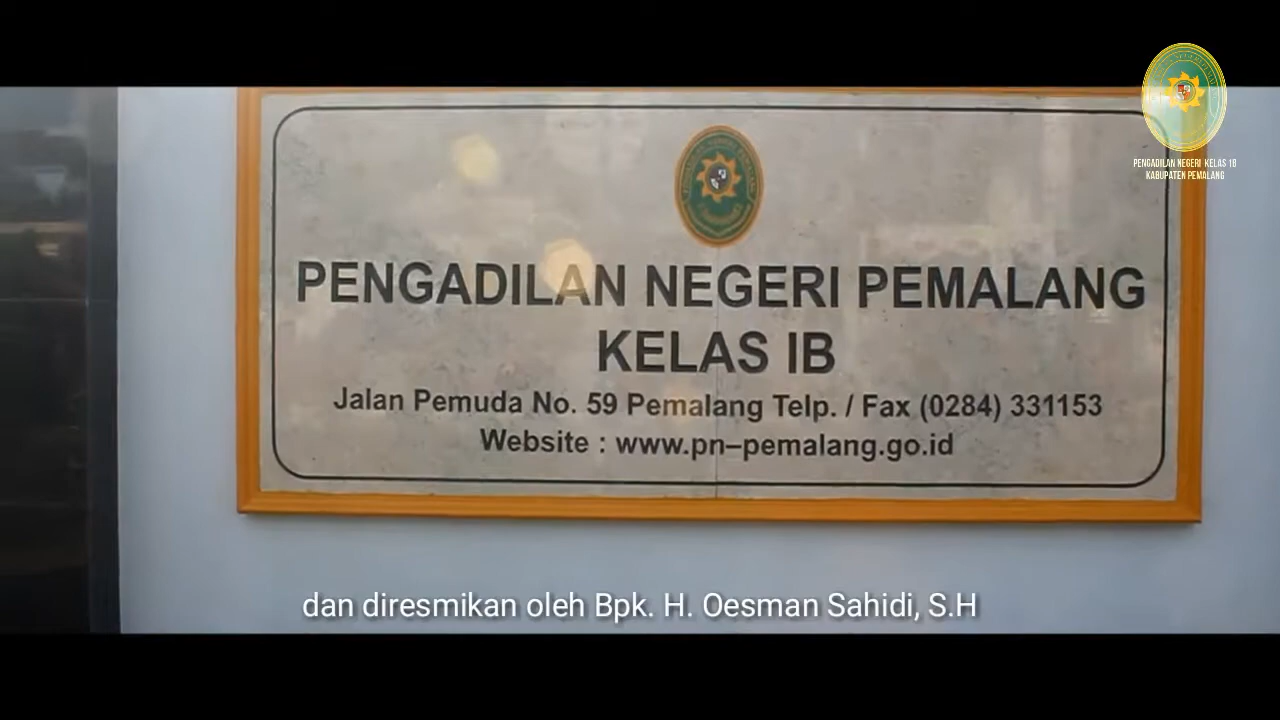 PENGADILAN NEGERI KELAS 1B
KABUPATEN PEMALANG
PENGADILAN NEGERI PEMALANG
KELAS IB
Jalan Pemuda No. 59 Pemalang Telp. / Fax (0284) 331153
Website : www.pn–pemalang.go.id
dan diresmikan oleh Bpk. H. Oesman Sahidi, S.H